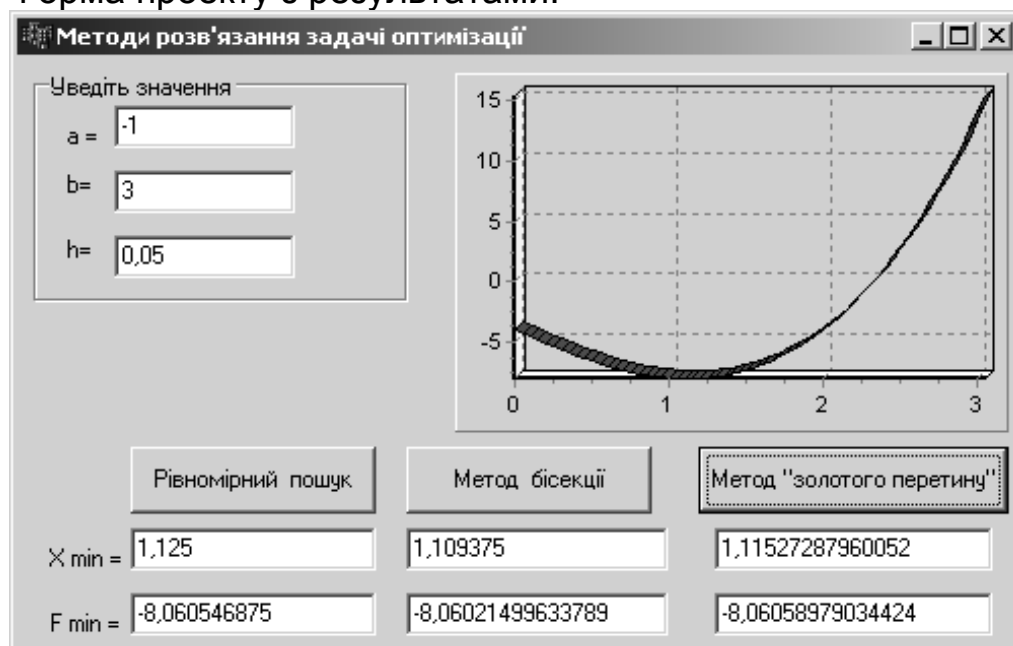 Форма проекту з результатами:
Методи розв'язання задачі оптимізації
Уведіть значення
a = -1
b= 3
h= 0,05
15
10
5
0
-5
0 1 2 3
Рівномірний пошук Метод бісекції Метод "золотого перетину"
X min = 1,125 1,109375 1,11527287960052
F min = -8,060546875 -8,06021499633789 -8,06058979034424